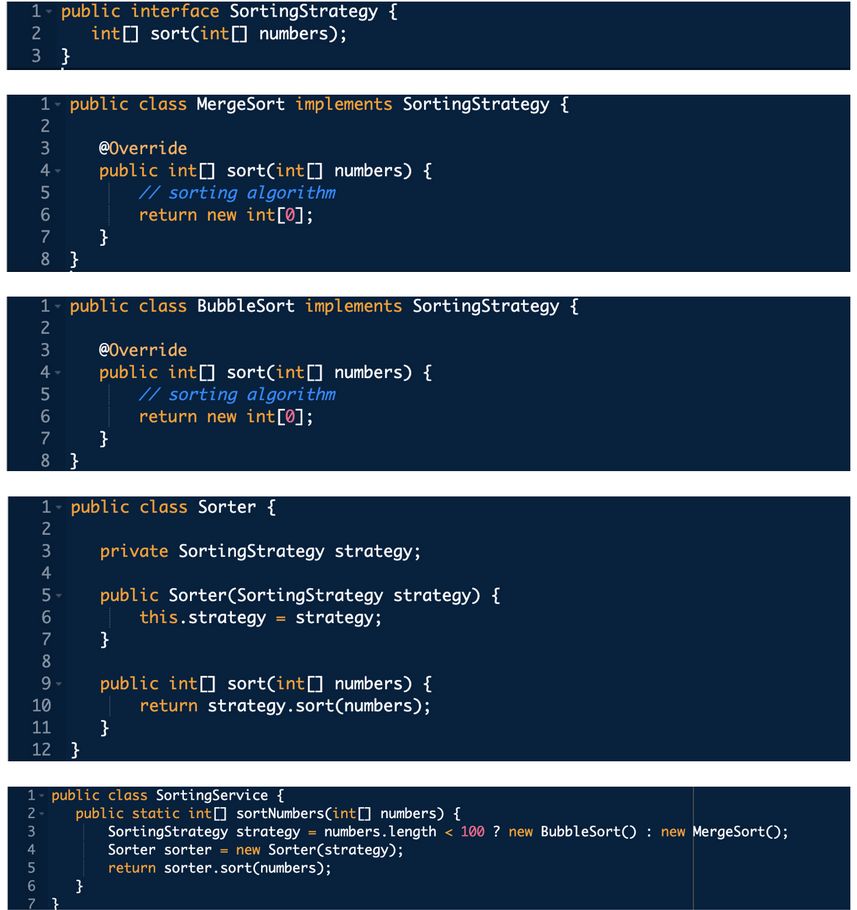 1 public interface SortingStrategy {
2 int[] sort(int[] numbers);
3 }
1 public class MergeSort implements SortingStrategy {
2
3 @Override
4 public int[] sort(int[] numbers) {
5 // sorting algorithm
6 return new int[0];
7 }
8 }
1 public class BubbleSort implements SortingStrategy {
2
3 @Override
4 public int[] sort(int[] numbers) {
5 // sorting algorithm
6 return new int[0];
7 }
8 }
1 public class Sorter {
2
3 private SortingStrategy strategy;
4
5 public Sorter(SortingStrategy strategy) {
6 this.strategy = strategy;
7 }
8
9 public int[] sort(int[] numbers) {
10 return strategy.sort(numbers);
11 }
12 }
1 public class SortingService {
2 public static int[] sortNumbers(int[] numbers) {
3 SortingStrategy strategy = numbers.length < 100 ? new BubbleSort() : new MergeSort();
4 Sorter sorter = new Sorter(strategy);
5 return sorter.sort(numbers);
6 }
7 }